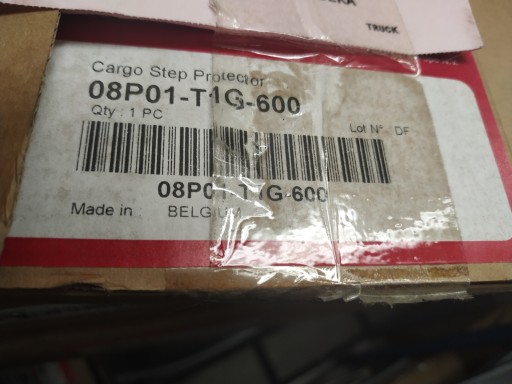 TRUCK
Cargo Step Protector
08P01-T1G-600
Qty : 1 PC
Lot N° DF
08P01-T1G-600
Made in : BELGIUM